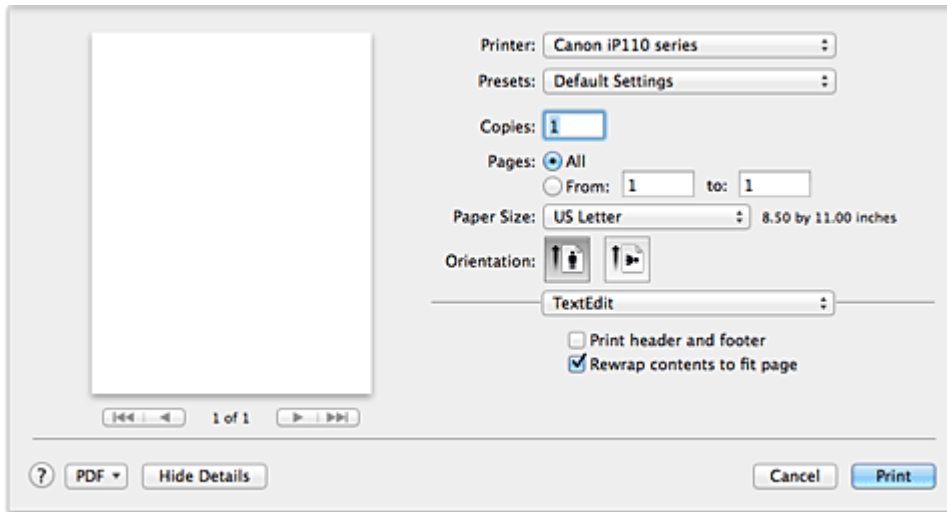 Printer: Canon iP110 series
Presets: Default Settings
Copies: 1
Pages: All
From: 1 to: 1
Paper Size: US Letter 8.50 by 11.00 inches
Orientation:
TextEdit
Print header and footer
Rewrap contents to fit page
1 of 1
? PDF Hide Details Cancel Print